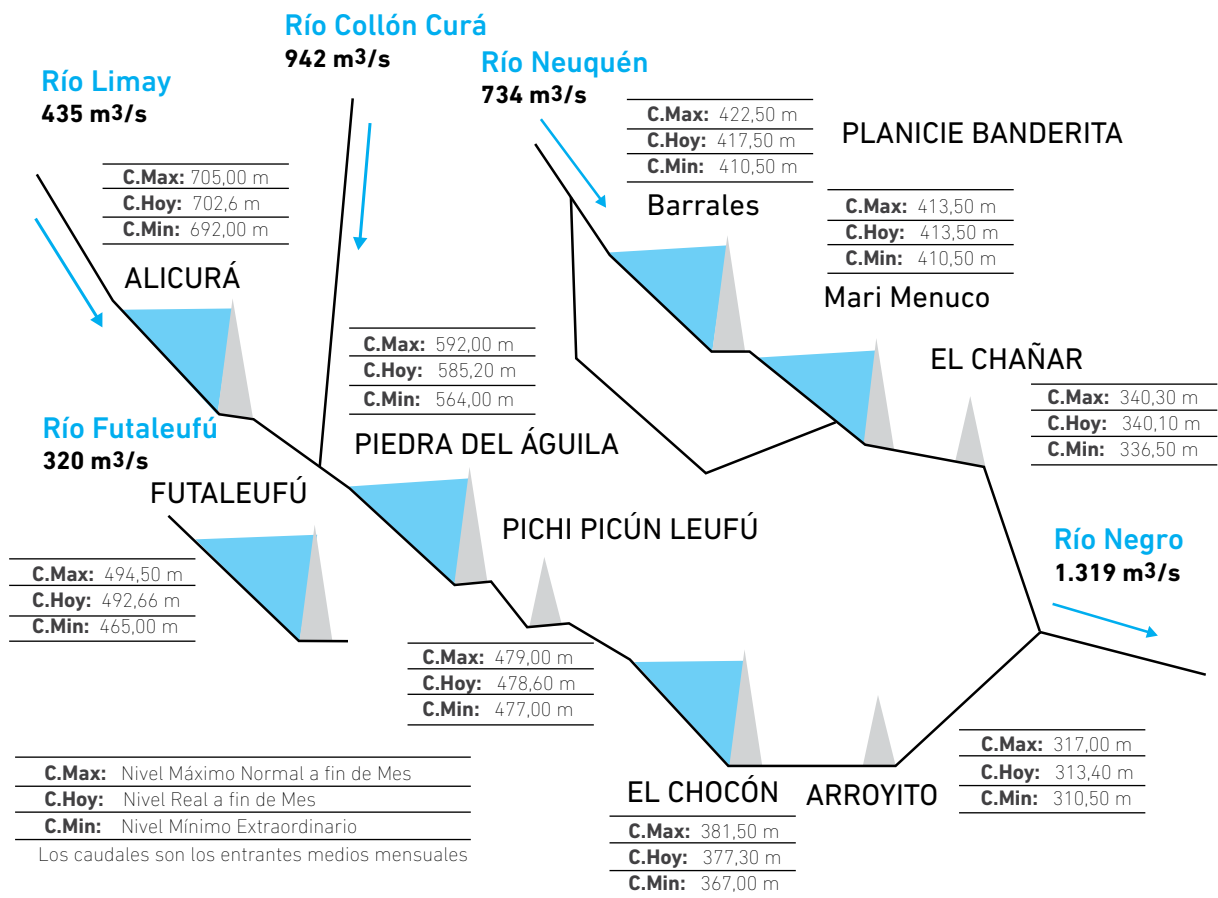 Río Limay
435 m3/s
Río Collón Curá
942 m3/s
Río Neuquén
734 m3/s
C.Max: 422,50 m
C.Hoy: 417,50 m
C.Min: 410,50 m
Barrales
PLANICIE BANDERITA
C.Max: 413,50 m
C.Hoy: 413,50 m
C.Min: 410,50 m
Mari Menuco
C.Max: 705,00 m
C.Hoy: 702,6 m
C.Min: 692,00 m
ALICURÁ
C.Max: 592,00 m
C.Hoy: 585,20 m
C.Min: 564,00 m
PIEDRA DEL ÁGUILA
EL CHAÑAR
C.Max: 340,30 m
C.Hoy: 340,10 m
C.Min: 336,50 m
Río Futaleufú
320 m3/s
FUTALEUFÚ
C.Max: 494,50 m
C.Hoy: 492,66 m
C.Min: 465,00 m
PICHI PICÚN LEUFÚ
C.Max: 479,00 m
C.Hoy: 478,60 m
C.Min: 477,00 m
Río Negro
1.319 m3/s
EL CHOCÓN
C.Max: 381,50 m
C.Hoy: 377,30 m
C.Min: 367,00 m
ARROYITO
C.Max: 317,00 m
C.Hoy: 313,40 m
C.Min: 310,50 m
C.Max: Nivel Máximo Normal a fin de Mes
C.Hoy: Nivel Real a fin de Mes
C.Min: Nivel Mínimo Extraordinario
Los caudales son los entrantes medios mensuales